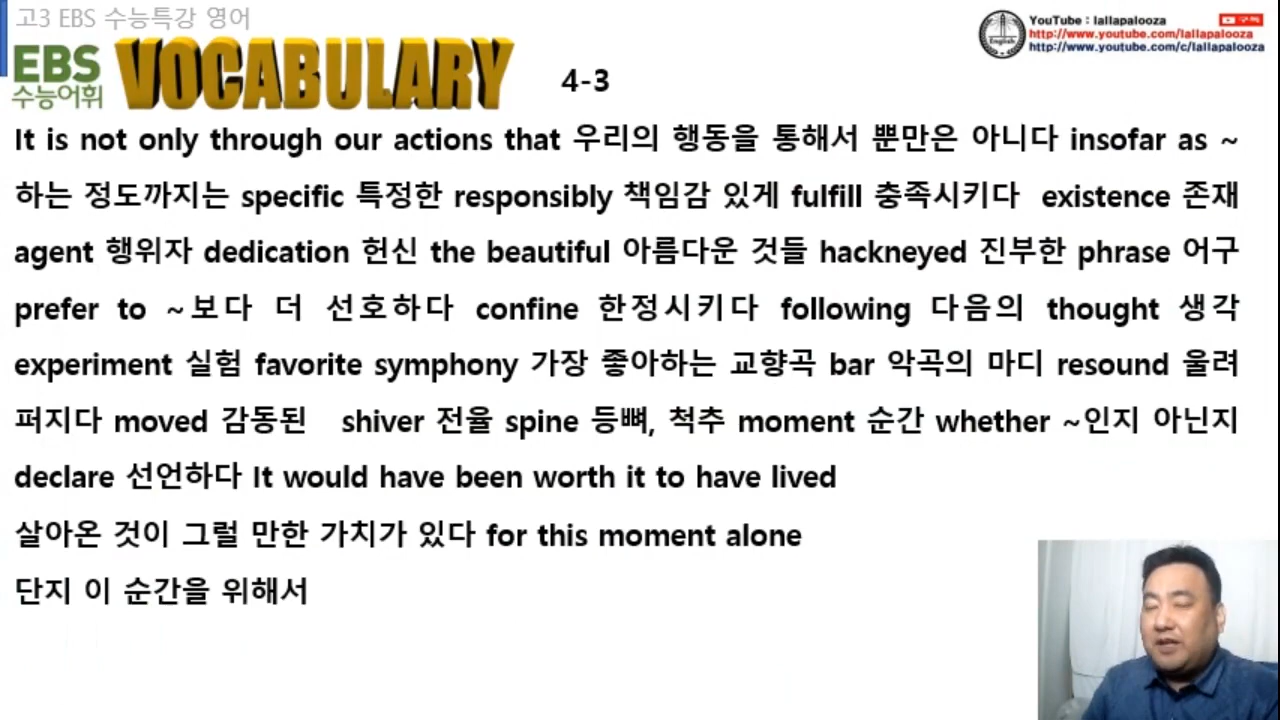 고3 EBS 수능특강 영어
EBS
수능어휘
VOCABULARY
4-3
English
YouTube : lallapalooza
구독
http://www.youtube.com/lallapalooza
http://www.youtube.com/c/lallapalooza
It is not only through our actions that 우리의 행동을 통해서 뿐만은 아니다 insofar as ~
하는 정도까지는 specific 특정한 responsibly 책임감 있게 fulfill 충족시키다 existence 존재
agent 행위자 dedication 헌신 the beautiful 아름다운 것들 hackneyed 진부한 phrase 어구
prefer to ~보다 더 선호하다 confine 한정시키다 following 다음의 thought 생각
experiment 실험 favorite symphony 가장 좋아하는 교향곡 bar 악곡의 마디 resound 울려
퍼지다 moved 감동된 shiver 전율 spine 등뼈, 척추 moment 순간 whether ~인지 아닌지
declare 선언하다 It would have been worth it to have lived
살아온 것이 그럴 만한 가치가 있다 for this moment alone
단지 이 순간을 위해서